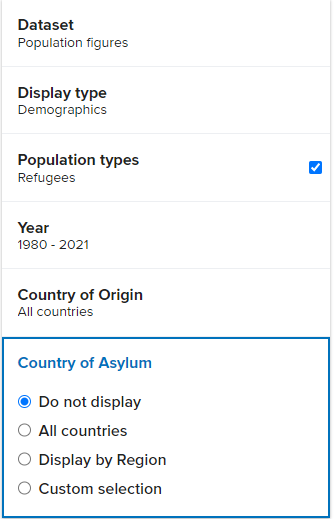 Dataset
Population figures
Display type
Demographics
Population types
Refugees
Year
1980 - 2021
Country of Origin
All countries
Country of Asylum
Do not display
All countries
Display by Region
Custom selection